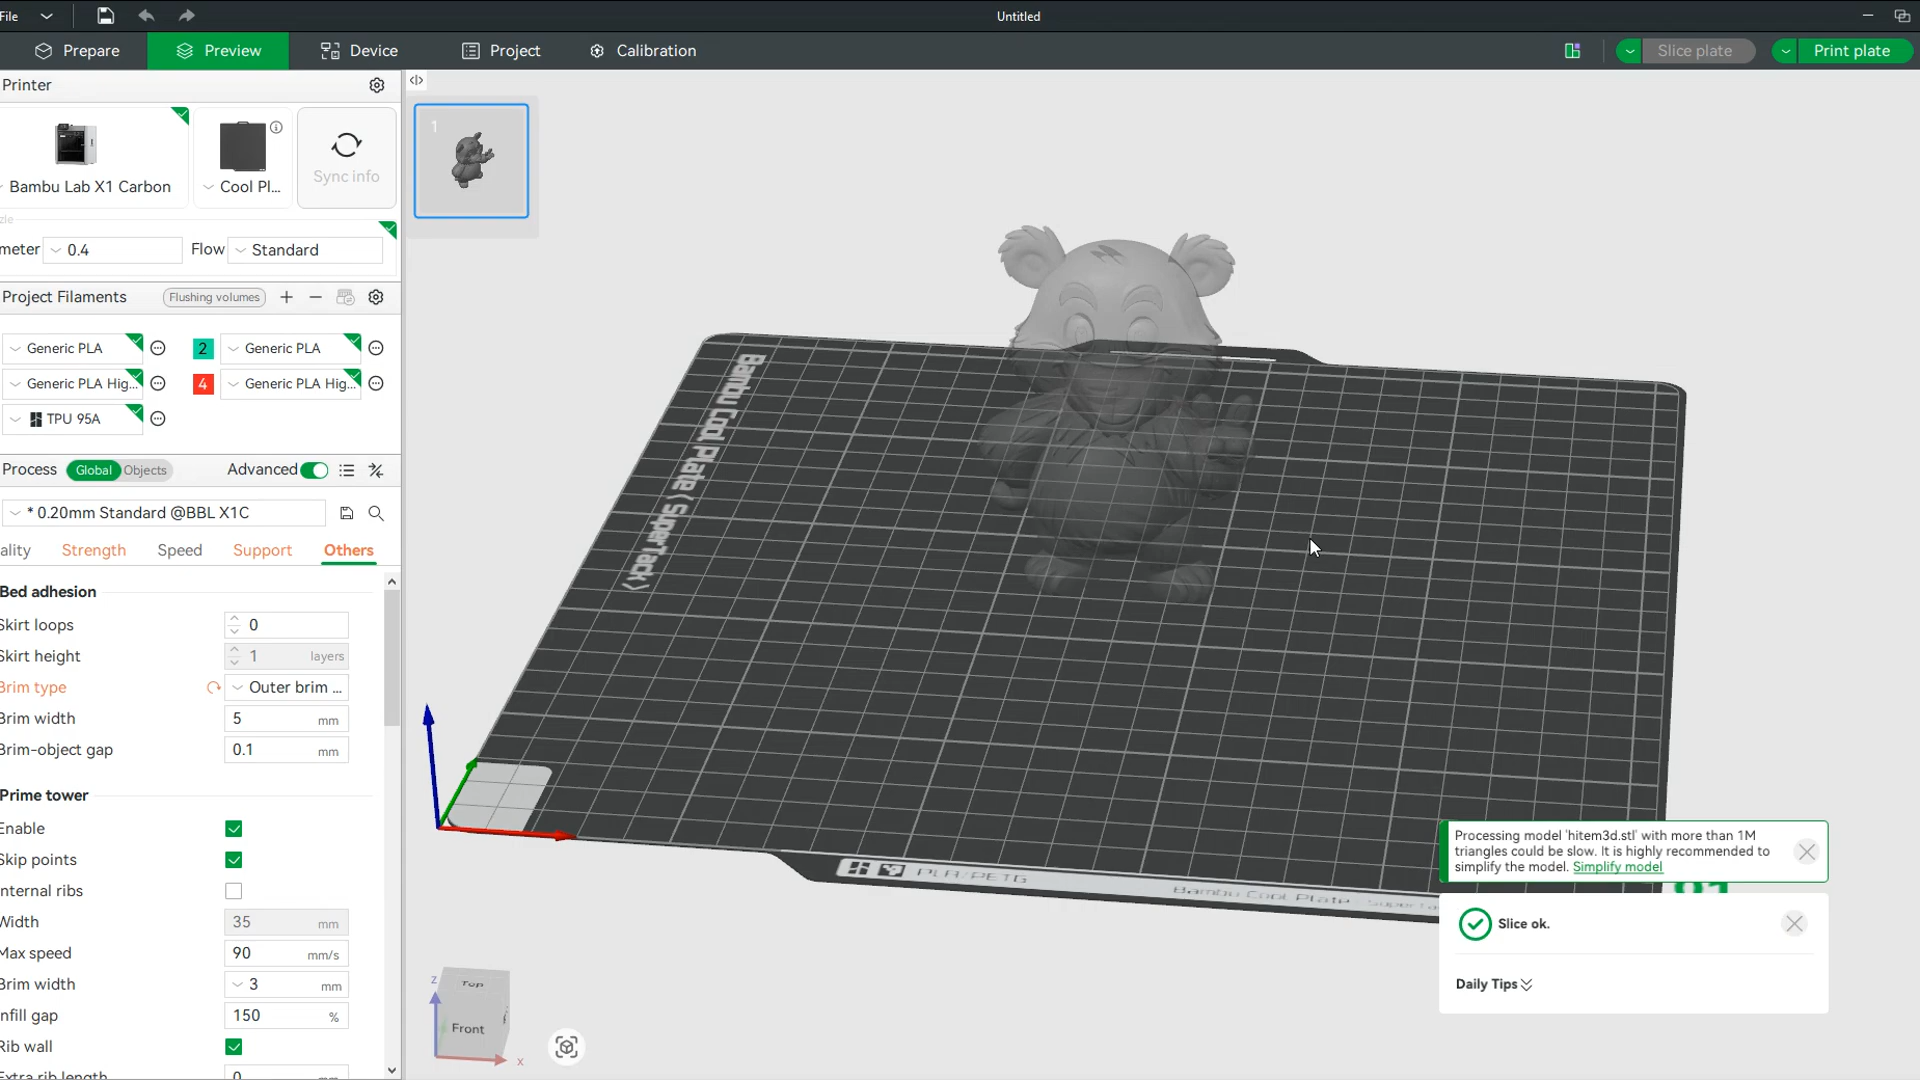 File
Untitled
Prepare
Preview
Device
Project
Calibration
Slice plate
Print plate
Printer
Bambu Lab X1 Carbon
Cool Pl...
Sync info
meter
0.4
Flow
Standard
Project Filaments
Flushing volumes
Generic PLA
2
Generic PLA
Generic PLA Hig...
4
Generic PLA Hig...
TPU 95A
Process
Global
Objects
Advanced
* 0.20mm Standard @BBL X1C
ality
Strength
Speed
Support
Others
Bed adhesion
Skirt loops
0
Skirt height
1 layers
Brim type
Outer brim ...
Brim width
5 mm
Brim-object gap
0.1 mm
Prime tower
Enable
Skip points
Internal ribs
Width
35 mm
Max speed
90 mm/s
Brim width
3 mm
Infill gap
150 %
Rib wall
Extra rib length
0 mm
1
Bambu Cool Plate (SuperTack)
PLA/PETG
Bambu Cool Plate
01
Processing model 'hitem3d.stl' with more than 1M
triangles could be slow. It is highly recommended to
simplify the model. Simplify model
Slice ok.
Daily Tips
Z
Top
Front
x